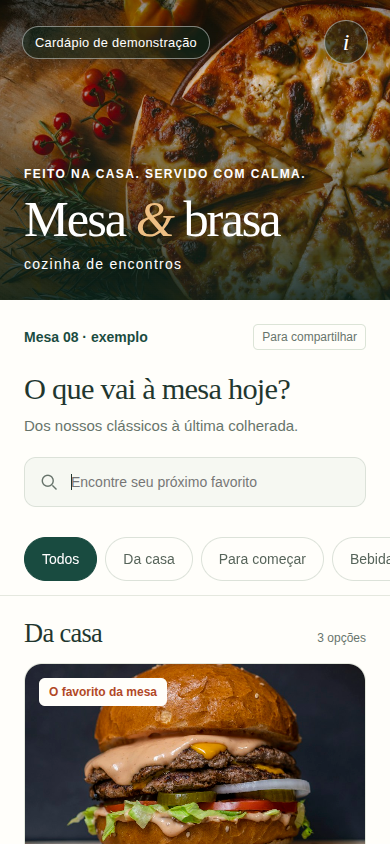 Cardápio de demonstração
i
FEITO NA CASA. SERVIDO COM CALMA.
Mesa & brasa
cozinha de encontros
Mesa 08 · exemplo
Para compartilhar
O que vai à mesa hoje?
Dos nossos clássicos à última colherada.
Encontre seu próximo favorito
Todos
Da casa
Para começar
Bebida
Da casa
3 opções
O favorito da mesa